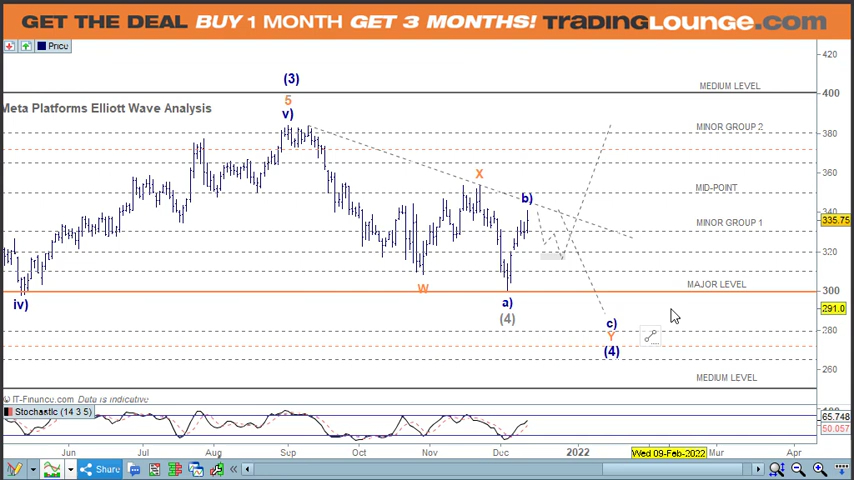 GET THE DEAL BUY 1 MONTH GET 3 MONTHS! TRADINGLOUNGE.com
Price
420
(3)
MEDIUM LEVEL
400
5
Meta Platforms Elliott Wave Analysis
v)
MINOR GROUP 2
380
360
X
MID-POINT
b)
340
335.75
MINOR GROUP 1
320
W
MAJOR LEVEL
300
iv)
a)
291.0
(4)
c)
280
Y
(4)
260
MEDIUM LEVEL
© IT-Finance.com Data is indicative
Stochastic (14 3 5)
65.748
50.057
Jun Jul Aug Sep Oct Nov Dec 2022 Wed 09-Feb-2022 Mar Apr
Share